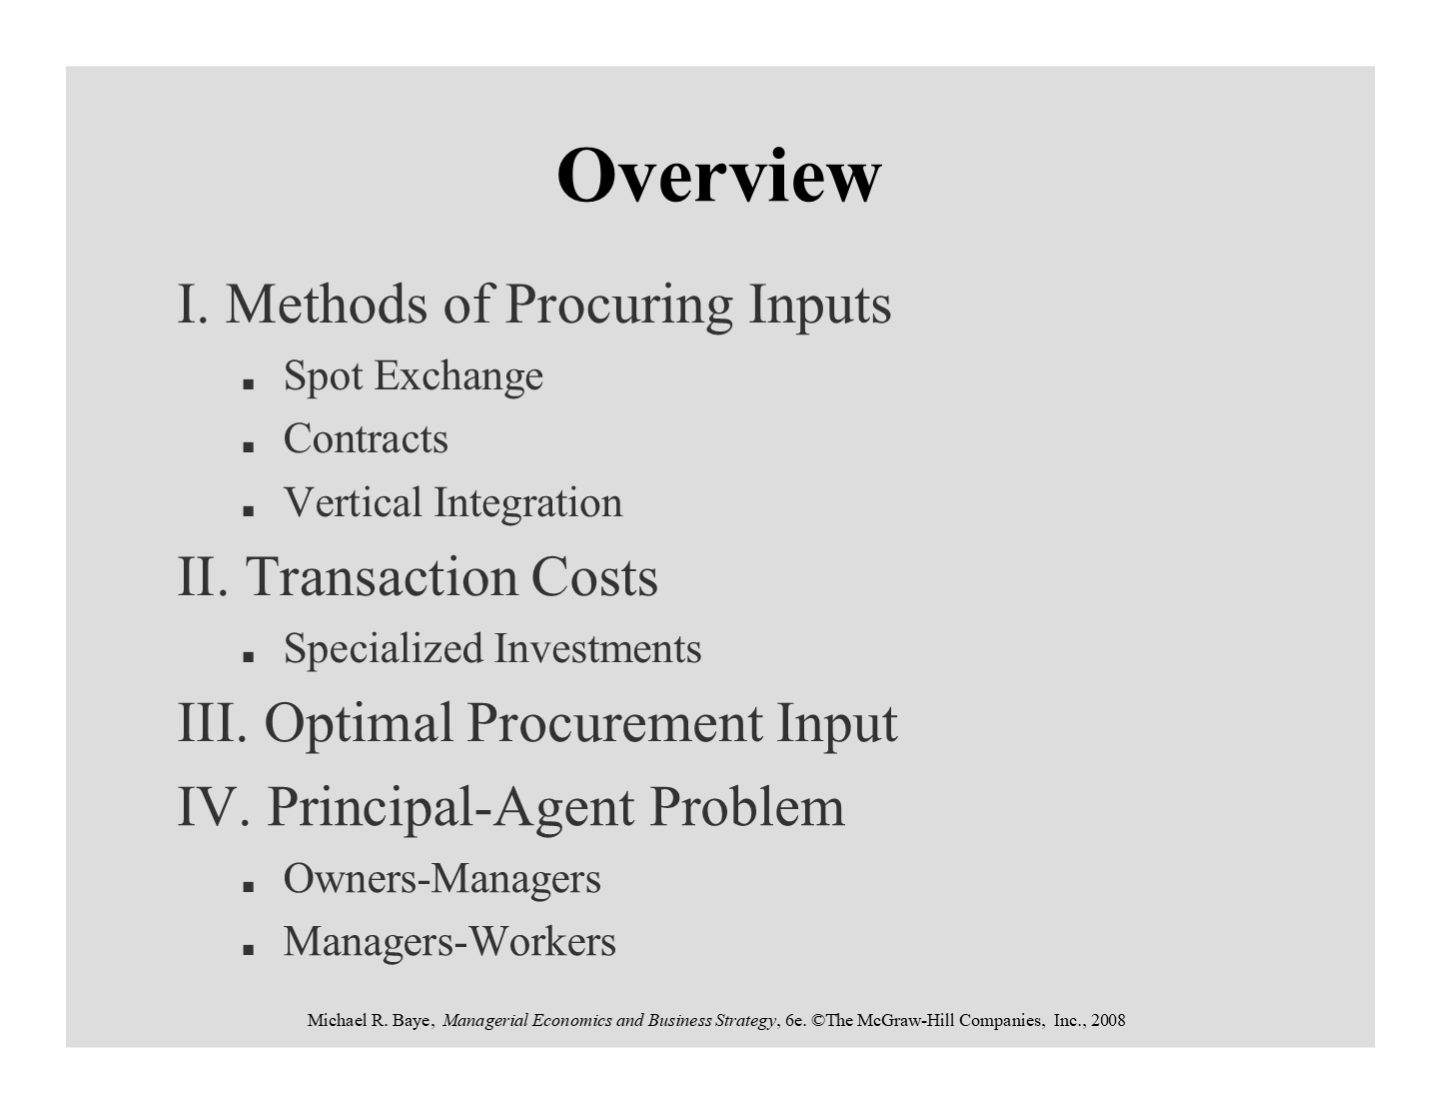 Overview
I. Methods of Procuring Inputs
▪ Spot Exchange
▪ Contracts
▪ Vertical Integration
II. Transaction Costs
▪ Specialized Investments
III. Optimal Procurement Input
IV. Principal-Agent Problem
▪ Owners-Managers
▪ Managers-Workers
Michael R. Baye, Managerial Economics and Business Strategy, 6e. ©The McGraw-Hill Companies, Inc., 2008